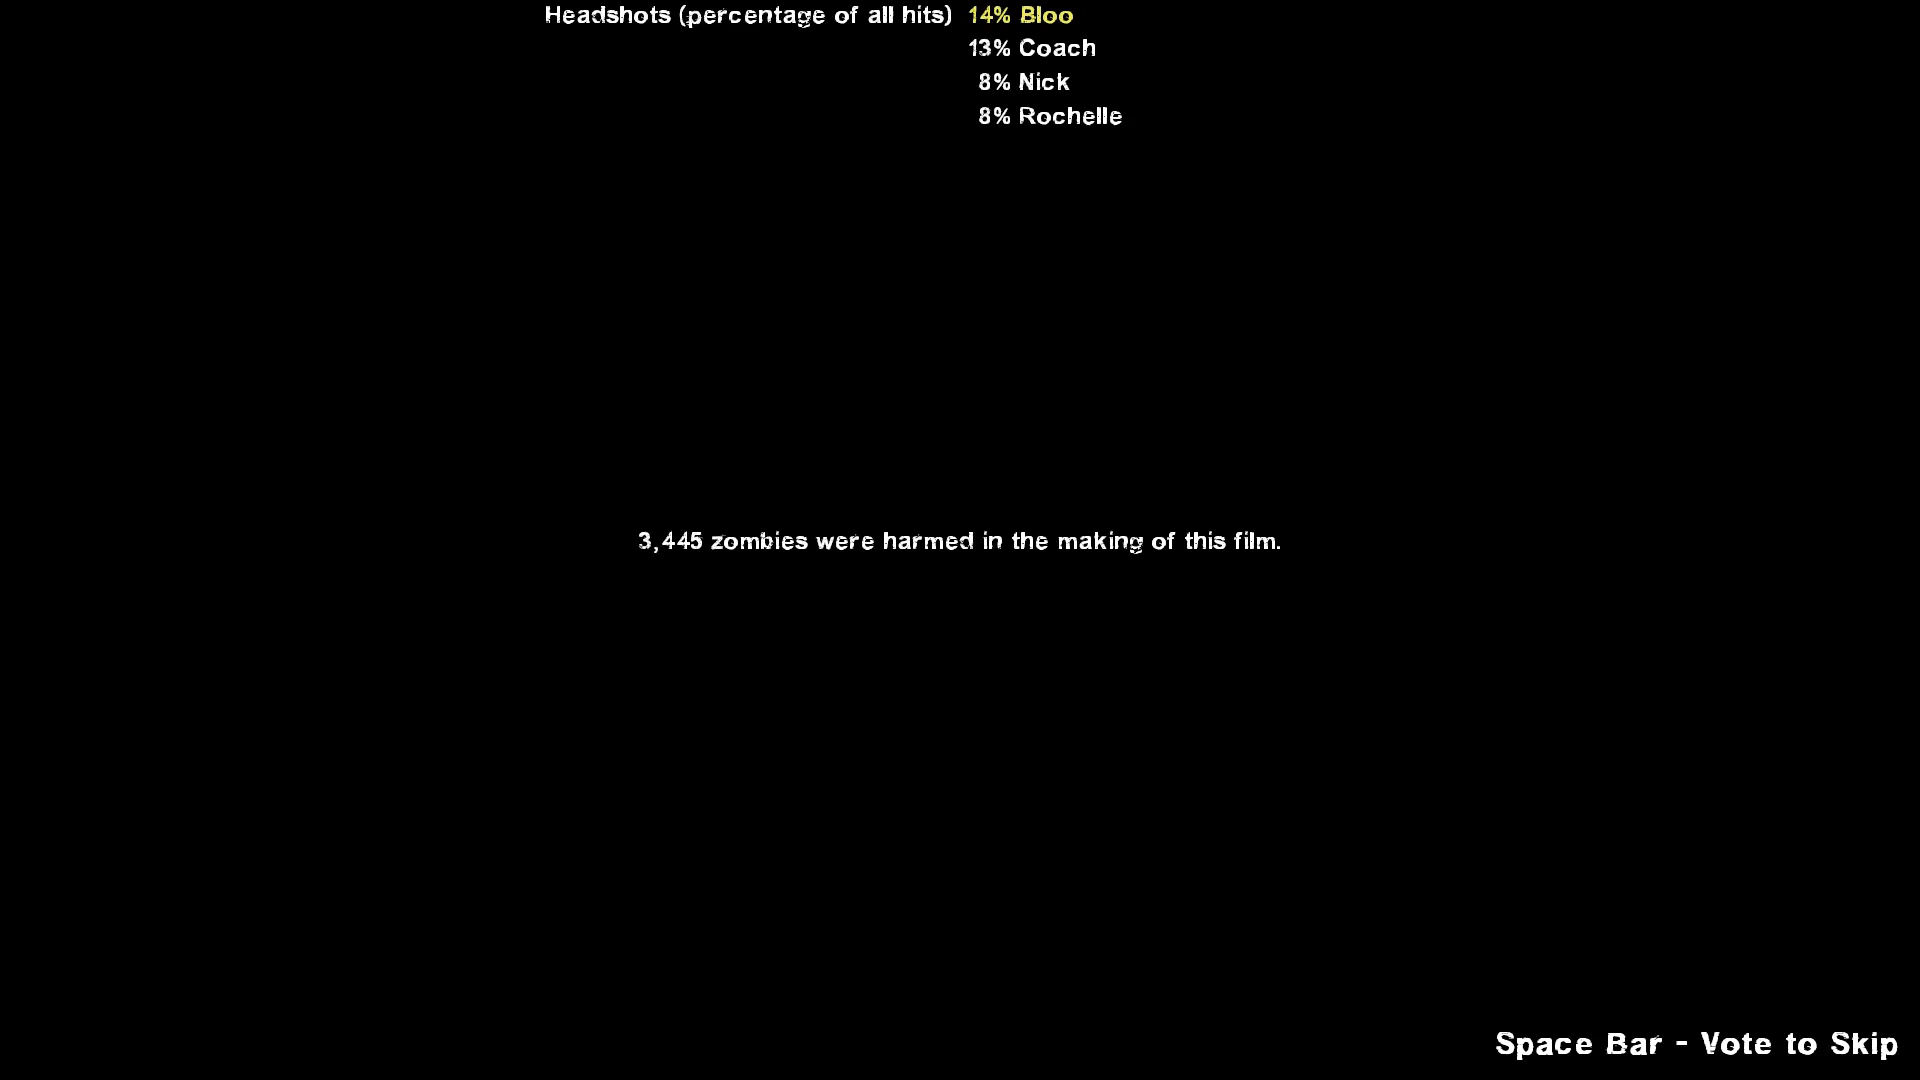 Headshots (percentage of all hits) 14% Bloo
13% Coach
8% Nick
8% Rochelle
3,445 zombies were harmed in the making of this film.
Space Bar - Vote to Skip